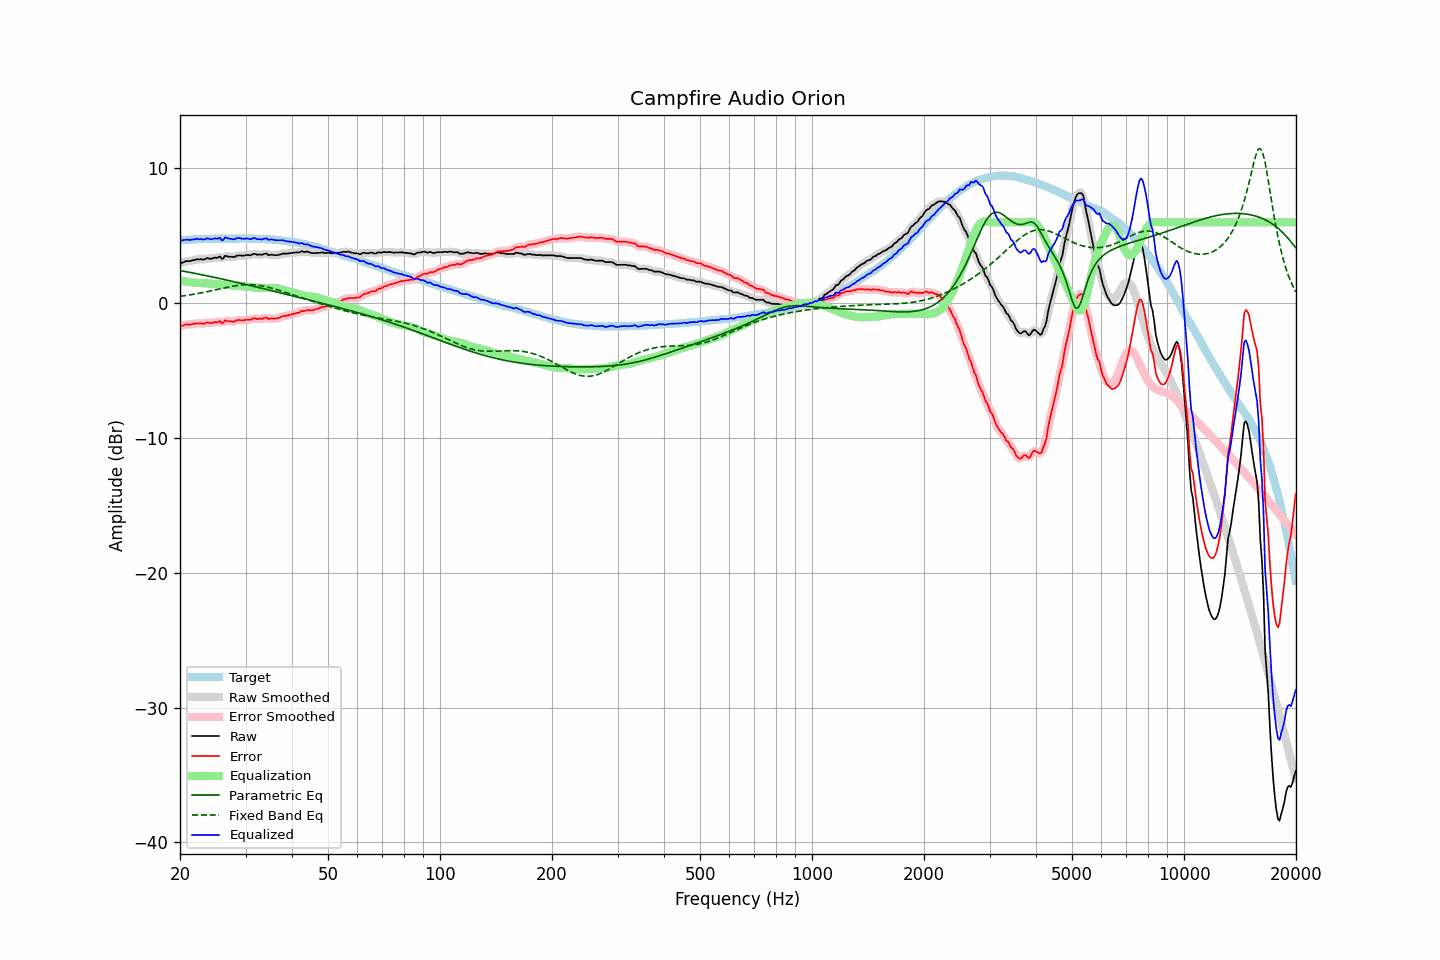 Campfire Audio Orion
Amplitude (dBr)
10
0
−10
−20
−30
−40
Target
Raw Smoothed
Error Smoothed
Raw
Error
Equalization
Parametric Eq
Fixed Band Eq
Equalized
20 50 100 200 500 1000 2000 5000 10000 20000
Frequency (Hz)